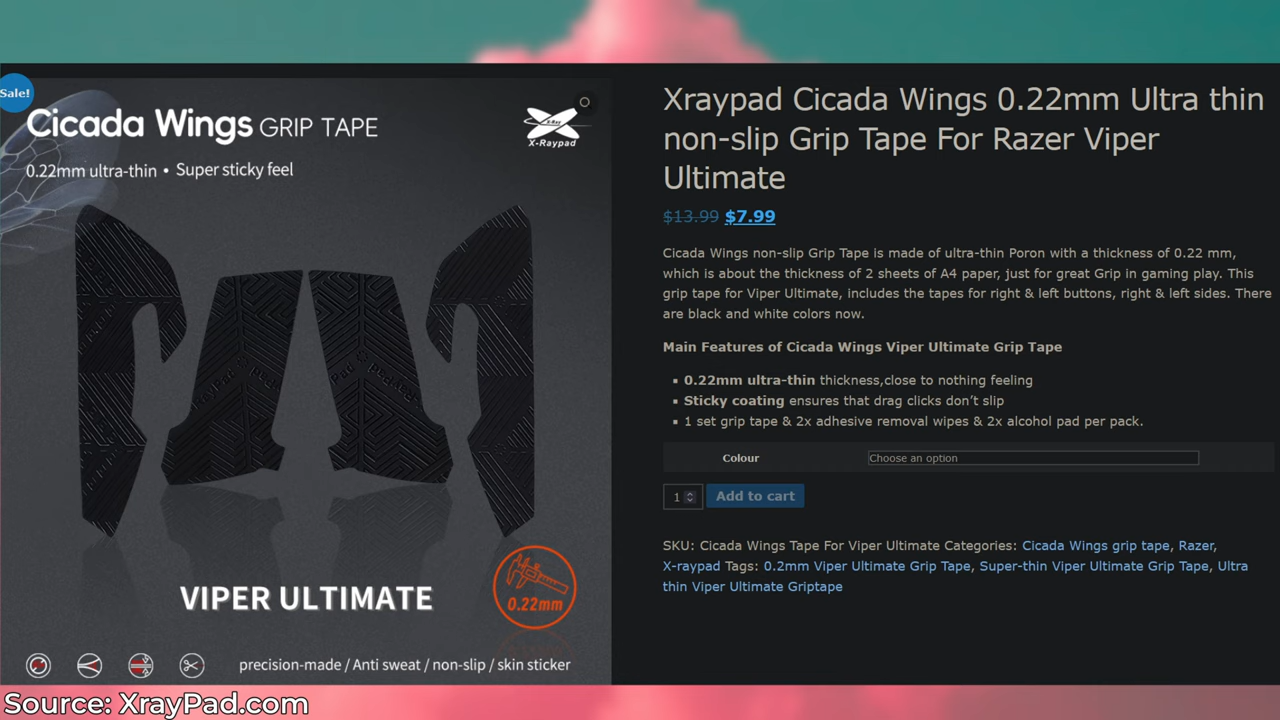 Sale!
Cicada Wings GRIP TAPE
0.22mm ultra-thin • Super sticky feel
X-Ray
X-Raypad
VIPER ULTIMATE
0.22mm
precision-made / Anti sweat / non-slip / skin sticker
Xraypad Cicada Wings 0.22mm Ultra thin
non-slip Grip Tape For Razer Viper
Ultimate
$13.99 $7.99
Cicada Wings non-slip Grip Tape is made of ultra-thin Poron with a thickness of 0.22 mm,
which is about the thickness of 2 sheets of A4 paper, just for great Grip in gaming play. This
grip tape for Viper Ultimate, includes the tapes for right & left buttons, right & left sides. There
are black and white colors now.
Main Features of Cicada Wings Viper Ultimate Grip Tape
▪ 0.22mm ultra-thin thickness,close to nothing feeling
▪ Sticky coating ensures that drag clicks don’t slip
▪ 1 set grip tape & 2x adhesive removal wipes & 2x alcohol pad per pack.
Colour Choose an option
1 Add to cart
SKU: Cicada Wings Tape For Viper Ultimate Categories: Cicada Wings grip tape, Razer,
X-raypad Tags: 0.2mm Viper Ultimate Grip Tape, Super-thin Viper Ultimate Grip Tape, Ultra
thin Viper Ultimate Griptape
Source: XrayPad.com